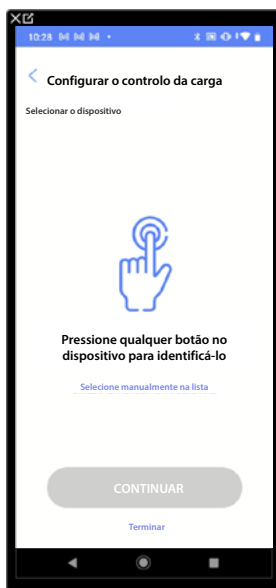 10:28
Configurar o controlo da carga
Selecionar o dispositivo
Pressione qualquer botão no
dispositivo para identificá-lo
Selecione manualmente na lista
CONTINUAR
Terminar